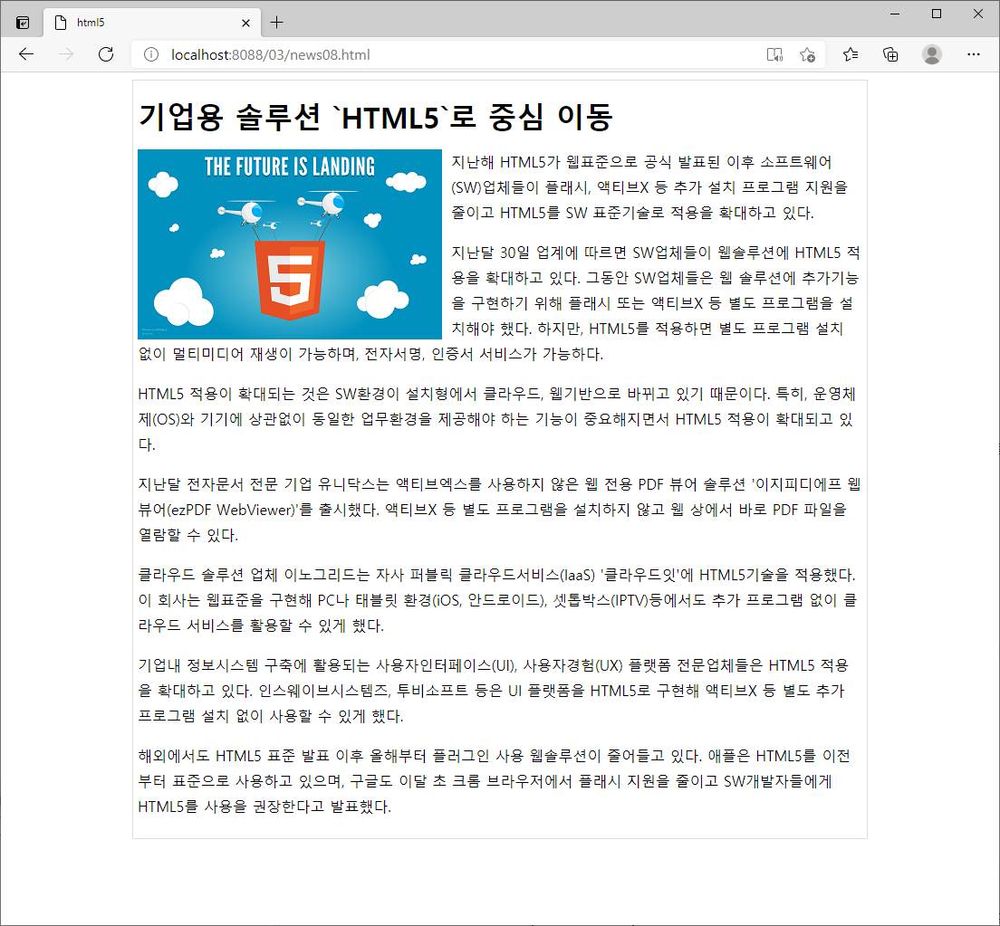 html5
localhost:8088/03/news08.html
기업용 솔루션 `HTML5`로 중심 이동
THE FUTURE IS LANDING
5
지난해 HTML5가 웹표준으로 공식 발표된 이후 소프트웨어
(SW)업체들이 플래시, 액티브X 등 추가 설치 프로그램 지원을
줄이고 HTML5를 SW 표준기술로 적용을 확대하고 있다.
지난달 30일 업계에 따르면 SW업체들이 웹솔루션에 HTML5 적
용을 확대하고 있다. 그동안 SW업체들은 웹 솔루션에 추가기능
을 구현하기 위해 플래시 또는 액티브X 등 별도 프로그램을 설
치해야 했다. 하지만, HTML5를 적용하면 별도 프로그램 설치
없이 멀티미디어 재생이 가능하며, 전자서명, 인증서 서비스가 가능하다.
HTML5 적용이 확대되는 것은 SW환경이 설치형에서 클라우드, 웹기반으로 바뀌고 있기 때문이다. 특히, 운영체
제(OS)와 기기에 상관없이 동일한 업무환경을 제공해야 하는 기능이 중요해지면서 HTML5 적용이 확대되고 있
다.
지난달 전자문서 전문 기업 유니닥스는 액티브엑스를 사용하지 않은 웹 전용 PDF 뷰어 솔루션 '이지피디에프 웹
뷰어(ezPDF WebViewer)'를 출시했다. 액티브X 등 별도 프로그램을 설치하지 않고 웹 상에서 바로 PDF 파일을
열람할 수 있다.
클라우드 솔루션 업체 이노그리드는 자사 퍼블릭 클라우드서비스(IaaS) '클라우드잇'에 HTML5기술을 적용했다.
이 회사는 웹표준을 구현해 PC나 태블릿 환경(iOS, 안드로이드), 셋톱박스(IPTV)등에서도 추가 프로그램 없이 클
라우드 서비스를 활용할 수 있게 했다.
기업내 정보시스템 구축에 활용되는 사용자인터페이스(UI), 사용자경험(UX) 플랫폼 전문업체들은 HTML5 적용
을 확대하고 있다. 인스웨이브시스템즈, 투비소프트 등은 UI 플랫폼을 HTML5로 구현해 액티브X 등 별도 추가
프로그램 설치 없이 사용할 수 있게 했다.
해외에서도 HTML5 표준 발표 이후 올해부터 플러그인 사용 웹솔루션이 줄어들고 있다. 애플은 HTML5를 이전
부터 표준으로 사용하고 있으며, 구글도 이달 초 크롬 브라우저에서 플래시 지원을 줄이고 SW개발자들에게
HTML5를 사용을 권장한다고 발표했다.